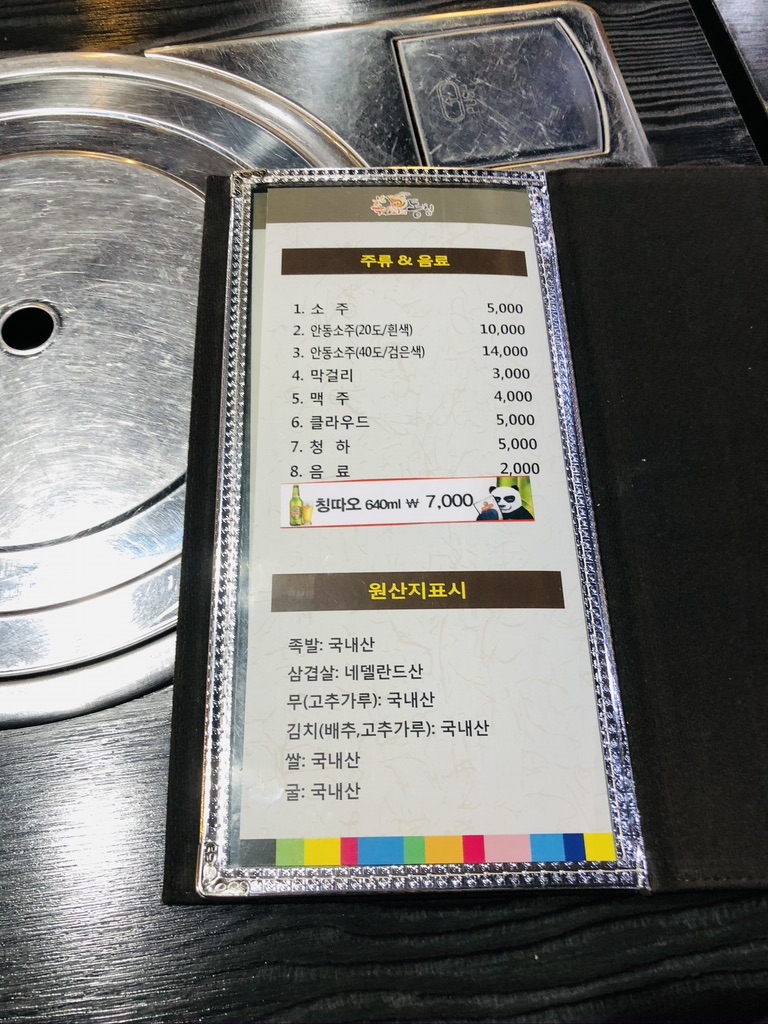 주류 & 음료
1. 소 주 5,000
2. 안동소주(20도/흰색) 10,000
3. 안동소주(40도/검은색) 14,000
4. 막걸리 3,000
5. 맥 주 4,000
6. 클라우드 5,000
7. 청 하 5,000
8. 음 료 2,000
칭따오 640ml ₩ 7,000
원산지표시
족발: 국내산
삼겹살: 네델란드산
무(고추가루): 국내산
김치(배추,고추가루): 국내산
쌀: 국내산
굴: 국내산